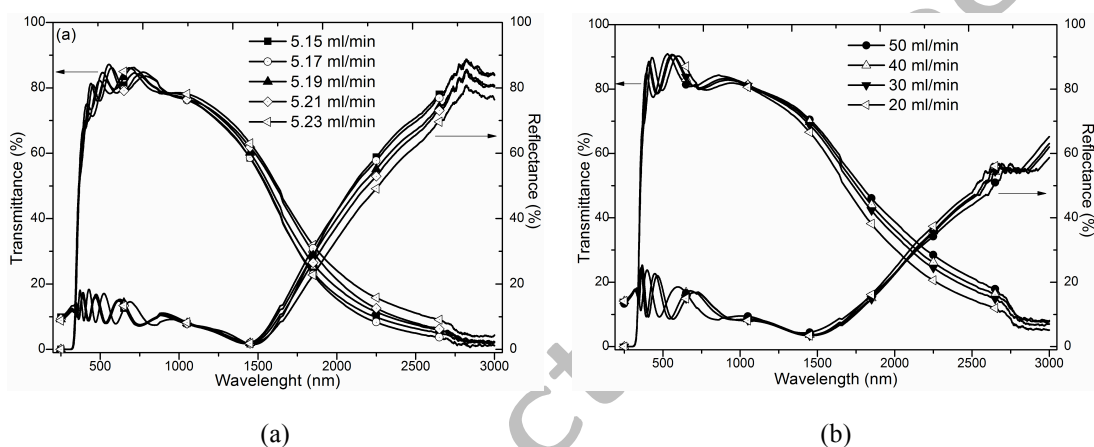 (a)
5.15 ml/min
5.17 ml/min
5.19 ml/min
5.21 ml/min
5.23 ml/min
Transmittance (%)
100
80
60
40
20
0
Reflectance (%)
100
80
60
40
20
0
500
1000
1500
2000
2500
3000
Wavelenght (nm)
(a)
b)
50 ml/min
40 ml/min
30 ml/min
20 ml/min
Transmittance (%)
100
80
60
40
20
0
Reflectance (%)
100
80
60
40
20
0
500
1000
1500
2000
2500
3000
Wavelength (nm)
(b)